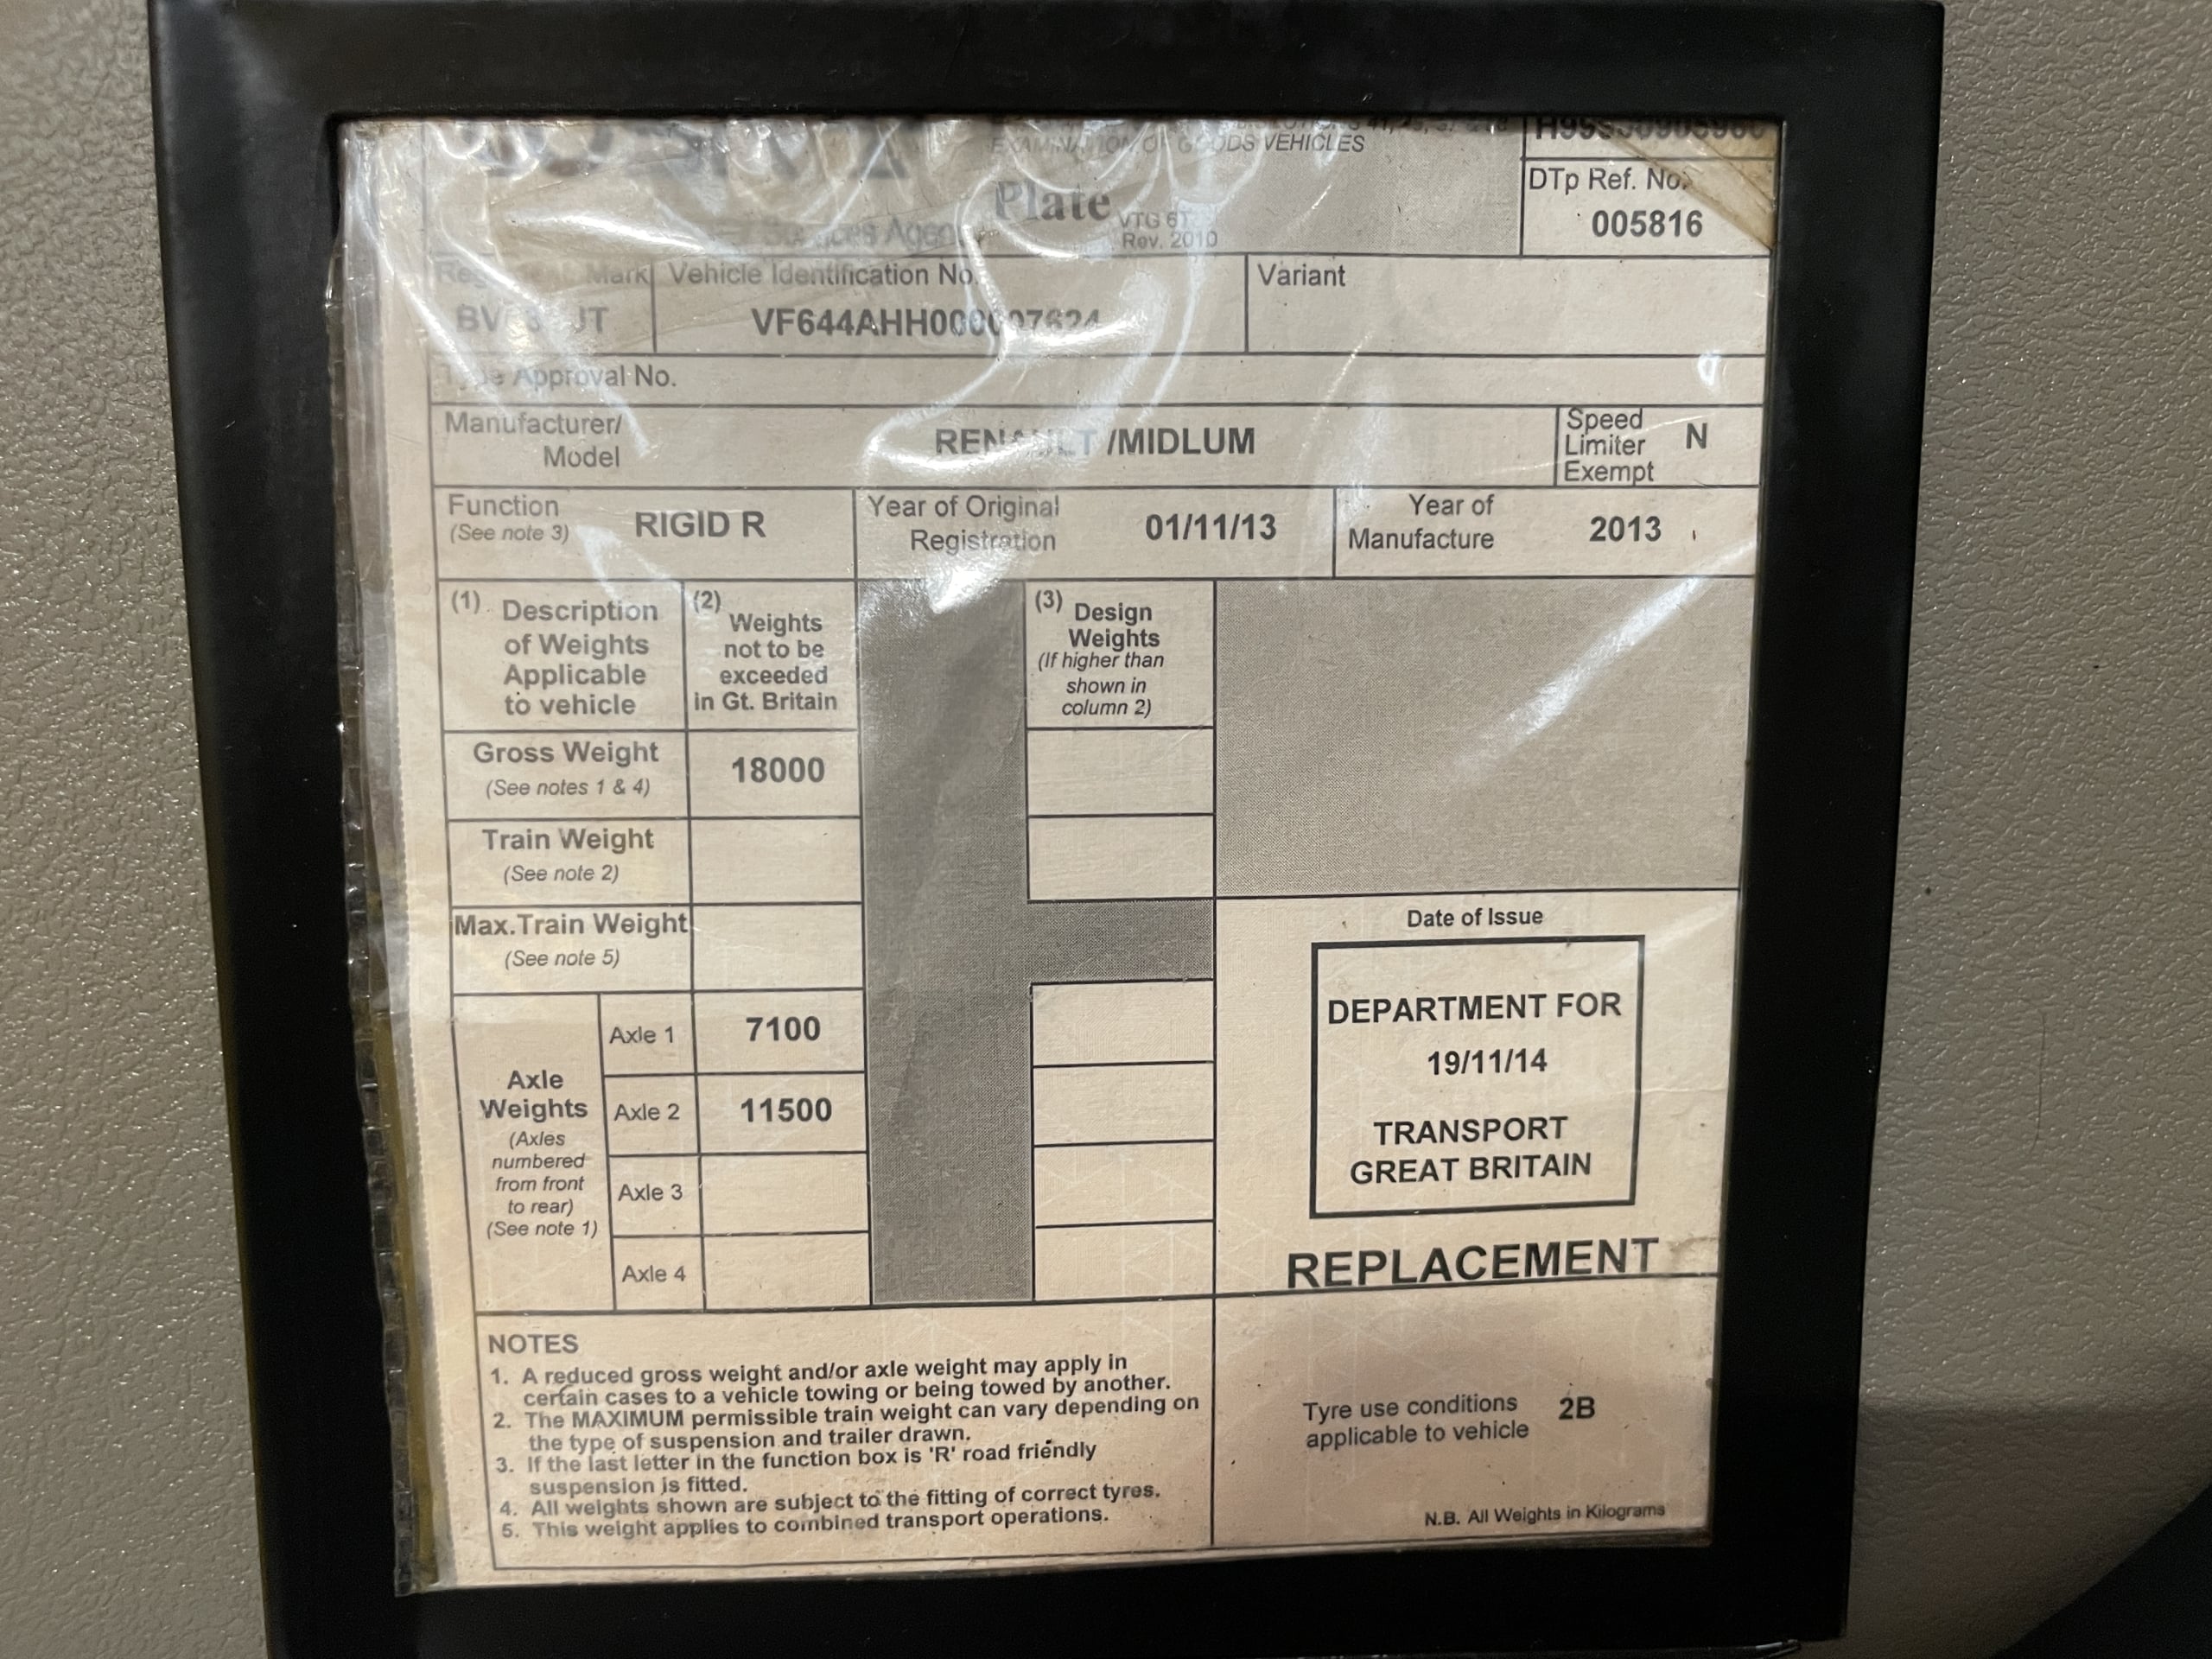 EXAMINATION OF GOODS VEHICLES
Plate
VTG 6T
Rev. 2010
DTp Ref. No.
005816
Mark
Vehicle Identification No.
Variant
Type Approval No.
Manufacturer/
Model
RENAULT /MIDLUM
Speed
Limiter
Exempt
N
Function
(See note 3)
RIGID R
Year of Original
Registration
01/11/13
Year of
Manufacture
2013
(1) Description
of Weights
Applicable
to vehicle
(2)
Weights
not to be
exceeded
in Gt. Britain
(3) Design
Weights
(If higher than
shown in
column 2)
Gross Weight
(See notes 1 & 4)
18000
Train Weight
(See note 2)
Max.Train Weight
(See note 5)
Axle
Weights
(Axles
numbered
from front
to rear)
(See note 1)
Axle 1
7100
Axle 2
11500
Axle 3
Axle 4
Date of Issue
DEPARTMENT FOR
19/11/14
TRANSPORT
GREAT BRITAIN
REPLACEMENT
NOTES
1. A reduced gross weight and/or axle weight may apply in
certain cases to a vehicle towing or being towed by another.
2. The MAXIMUM permissible train weight can vary depending on
the type of suspension and trailer drawn.
3. If the last letter in the function box is 'R' road friendly
suspension is fitted.
4. All weights shown are subject to the fitting of correct tyres.
5. This weight applies to combined transport operations.
Tyre use conditions
applicable to vehicle
2B
N.B. All Weights in Kilograms